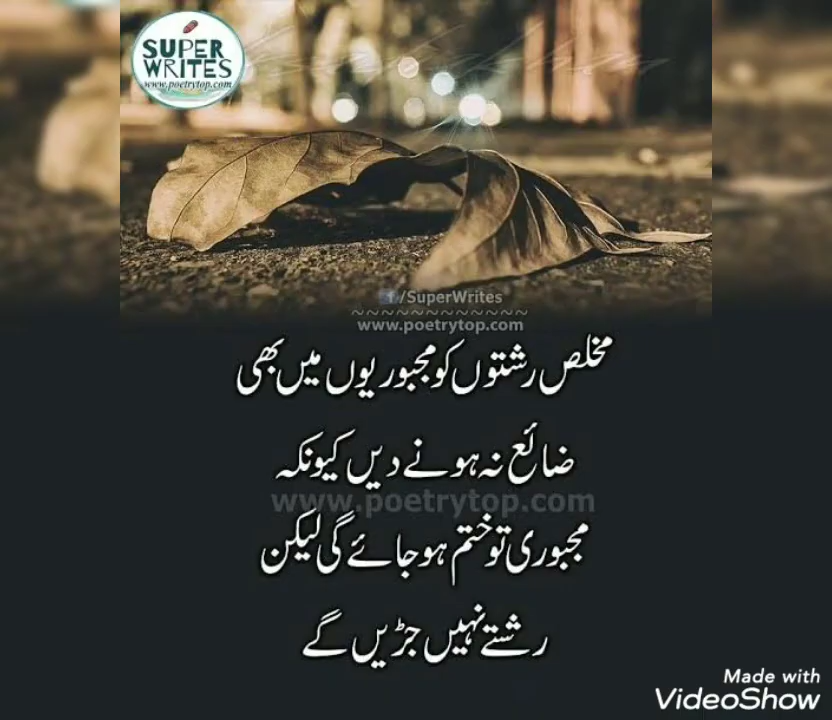 SUPER
WRITES
www.poetrytop.com
f/SuperWrites
~~~~~~~~~~~~
www.poetrytop.com
مخلص رشتوں کو مجبوریوں میں بھی
ضائع نہ ہونے دیں کیونکہ
www.poetrytop.com
مجبوری تو ختم ہو جائے گی لیکن
رشتے نہیں جڑیں گے
Made with
VideoShow